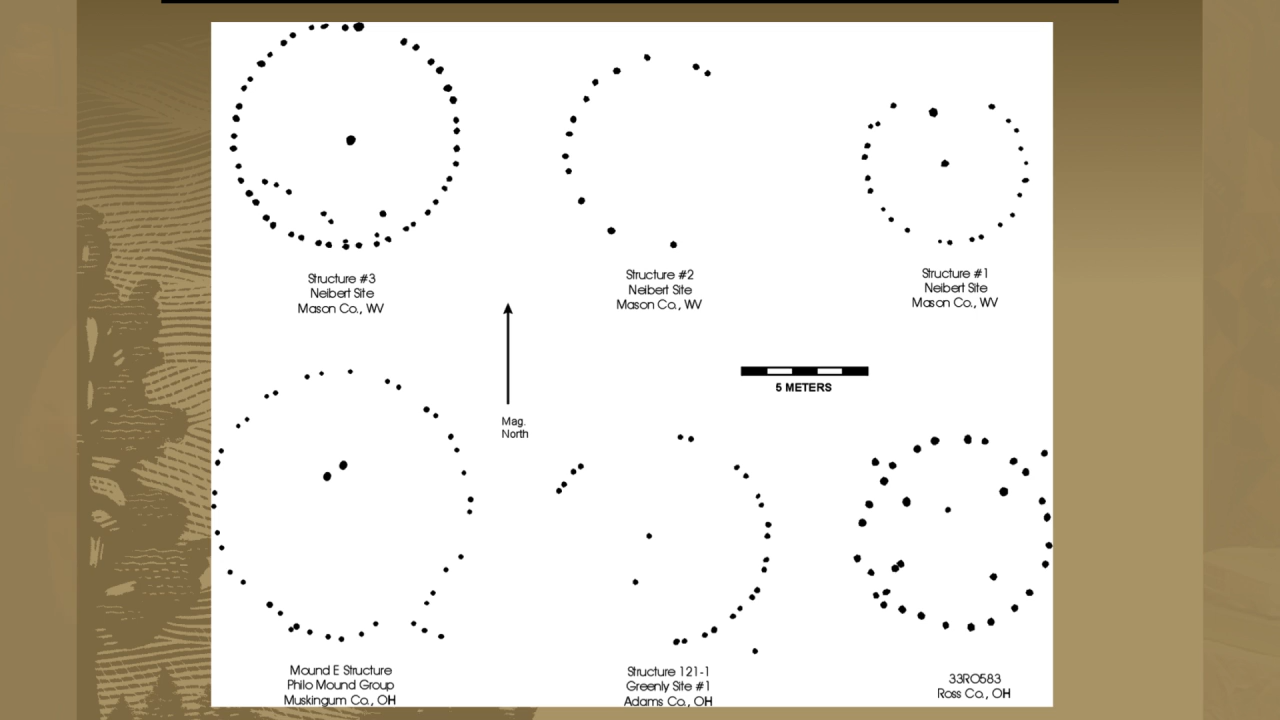 Structure #3
Neibert Site
Mason Co., WV
Structure #2
Neibert Site
Mason Co., WV
Structure #1
Neibert Site
Mason Co., WV
Mag.
North
5 METERS
Mound E Structure
Philo Mound Group
Muskingum Co., OH
Structure 121-1
Greenly Site #1
Adams Co., OH
33RO583
Ross Co., OH